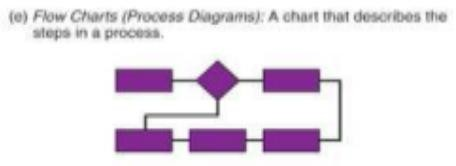 (e) Flow Charts (Process Diagrams): A chart that describes the
steps in a process.